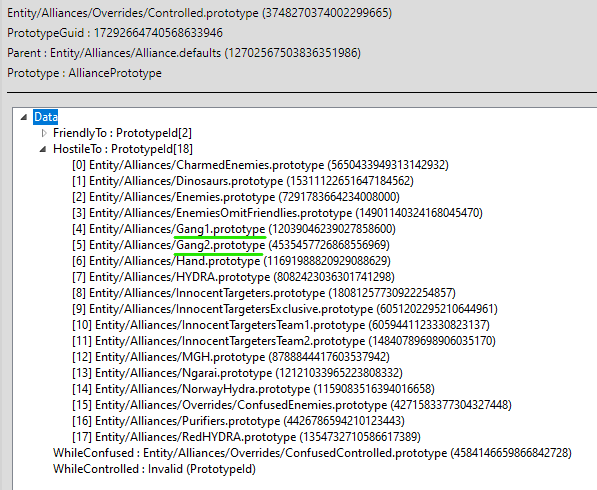 Entity/Alliances/Overrides/Controlled.prototype (3748270374002299665)
PrototypeGuid : 17292664740568633946
Parent : Entity/Alliances/Alliance.defaults (12702567503836351986)
Prototype : AlliancePrototype
Data
FriendlyTo : PrototypeId[2]
HostileTo : PrototypeId[18]
[0] Entity/Alliances/CharmedEnemies.prototype (5650433949313142932)
[1] Entity/Alliances/Dinosaurs.prototype (15311122651647184562)
[2] Entity/Alliances/Enemies.prototype (7291783664234008000)
[3] Entity/Alliances/EnemiesOmitFriendlies.prototype (14901140324168045470)
[4] Entity/Alliances/Gang1.prototype (12039046239027858600)
[5] Entity/Alliances/Gang2.prototype (4535457726868556969)
[6] Entity/Alliances/Hand.prototype (11691988820929088629)
[7] Entity/Alliances/HYDRA.prototype (8082423036301741298)
[8] Entity/Alliances/InnocentTargets.prototype (18081257730922254857)
[9] Entity/Alliances/InnocentTargetsExclusive.prototype (6051202295210644961)
[10] Entity/Alliances/InnocentTargetersTeam1.prototype (6059441123330823137)
[11] Entity/Alliances/InnocentTargetersTeam2.prototype (14840789698906035170)
[12] Entity/Alliances/MGH.prototype (8788844417603537942)
[13] Entity/Alliances/Ngarai.prototype (12121033965223808332)
[14] Entity/Alliances/NorwayHydra.prototype (1159083516394016658)
[15] Entity/Alliances/Overrides/ConfusedEnemies.prototype (4271583377304327448)
[16] Entity/Alliances/Purifiers.prototype (4426786594210123443)
[17] Entity/Alliances/RedHYDRA.prototype (1354732710586617389)
WhileConfused : Entity/Alliances/Overrides/ConfusedControlled.prototype (4584146659866842728)
WhileControlled : Invalid (PrototypeId)